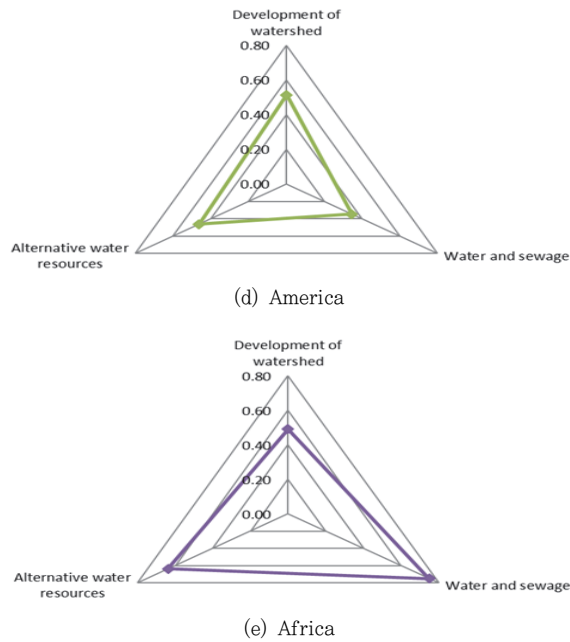 Development of
watershed
0.80
0.60
0.40
0.20
0.00
Alternative water
resources
Water and sewage
(d) America
Development of
watershed
0.80
0.60
0.40
0.20
0.00
Alternative water
resources
Water and sewage
(e) Africa